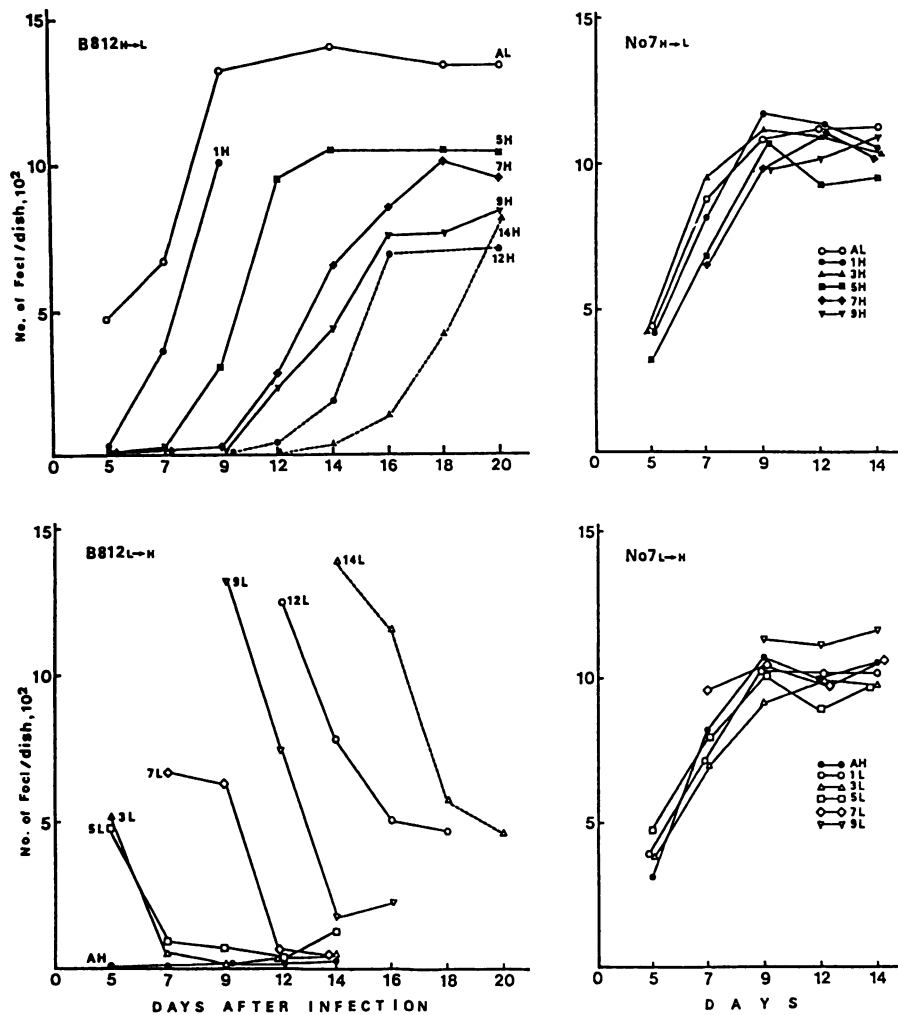 B812H→L
No. of Foci/dish, 10²
15
10
5
0
5
7
9
12
14
16
18
20
AL
1H
5H
7H
9H
14H
12H
No7H→L
15
10
5
0
5
7
9
12
14
AL
1H
3H
5H
7H
9H
B812L→H
No. of Foci/dish, 10²
15
10
5
0
5
7
9
12
14
16
18
20
14L
9L
12L
7L
3L
5L
AH
DAYS AFTER INFECTION
No7L→H
15
10
5
0
5
7
9
12
14
AH
1L
3L
5L
7L
9L
DAYS